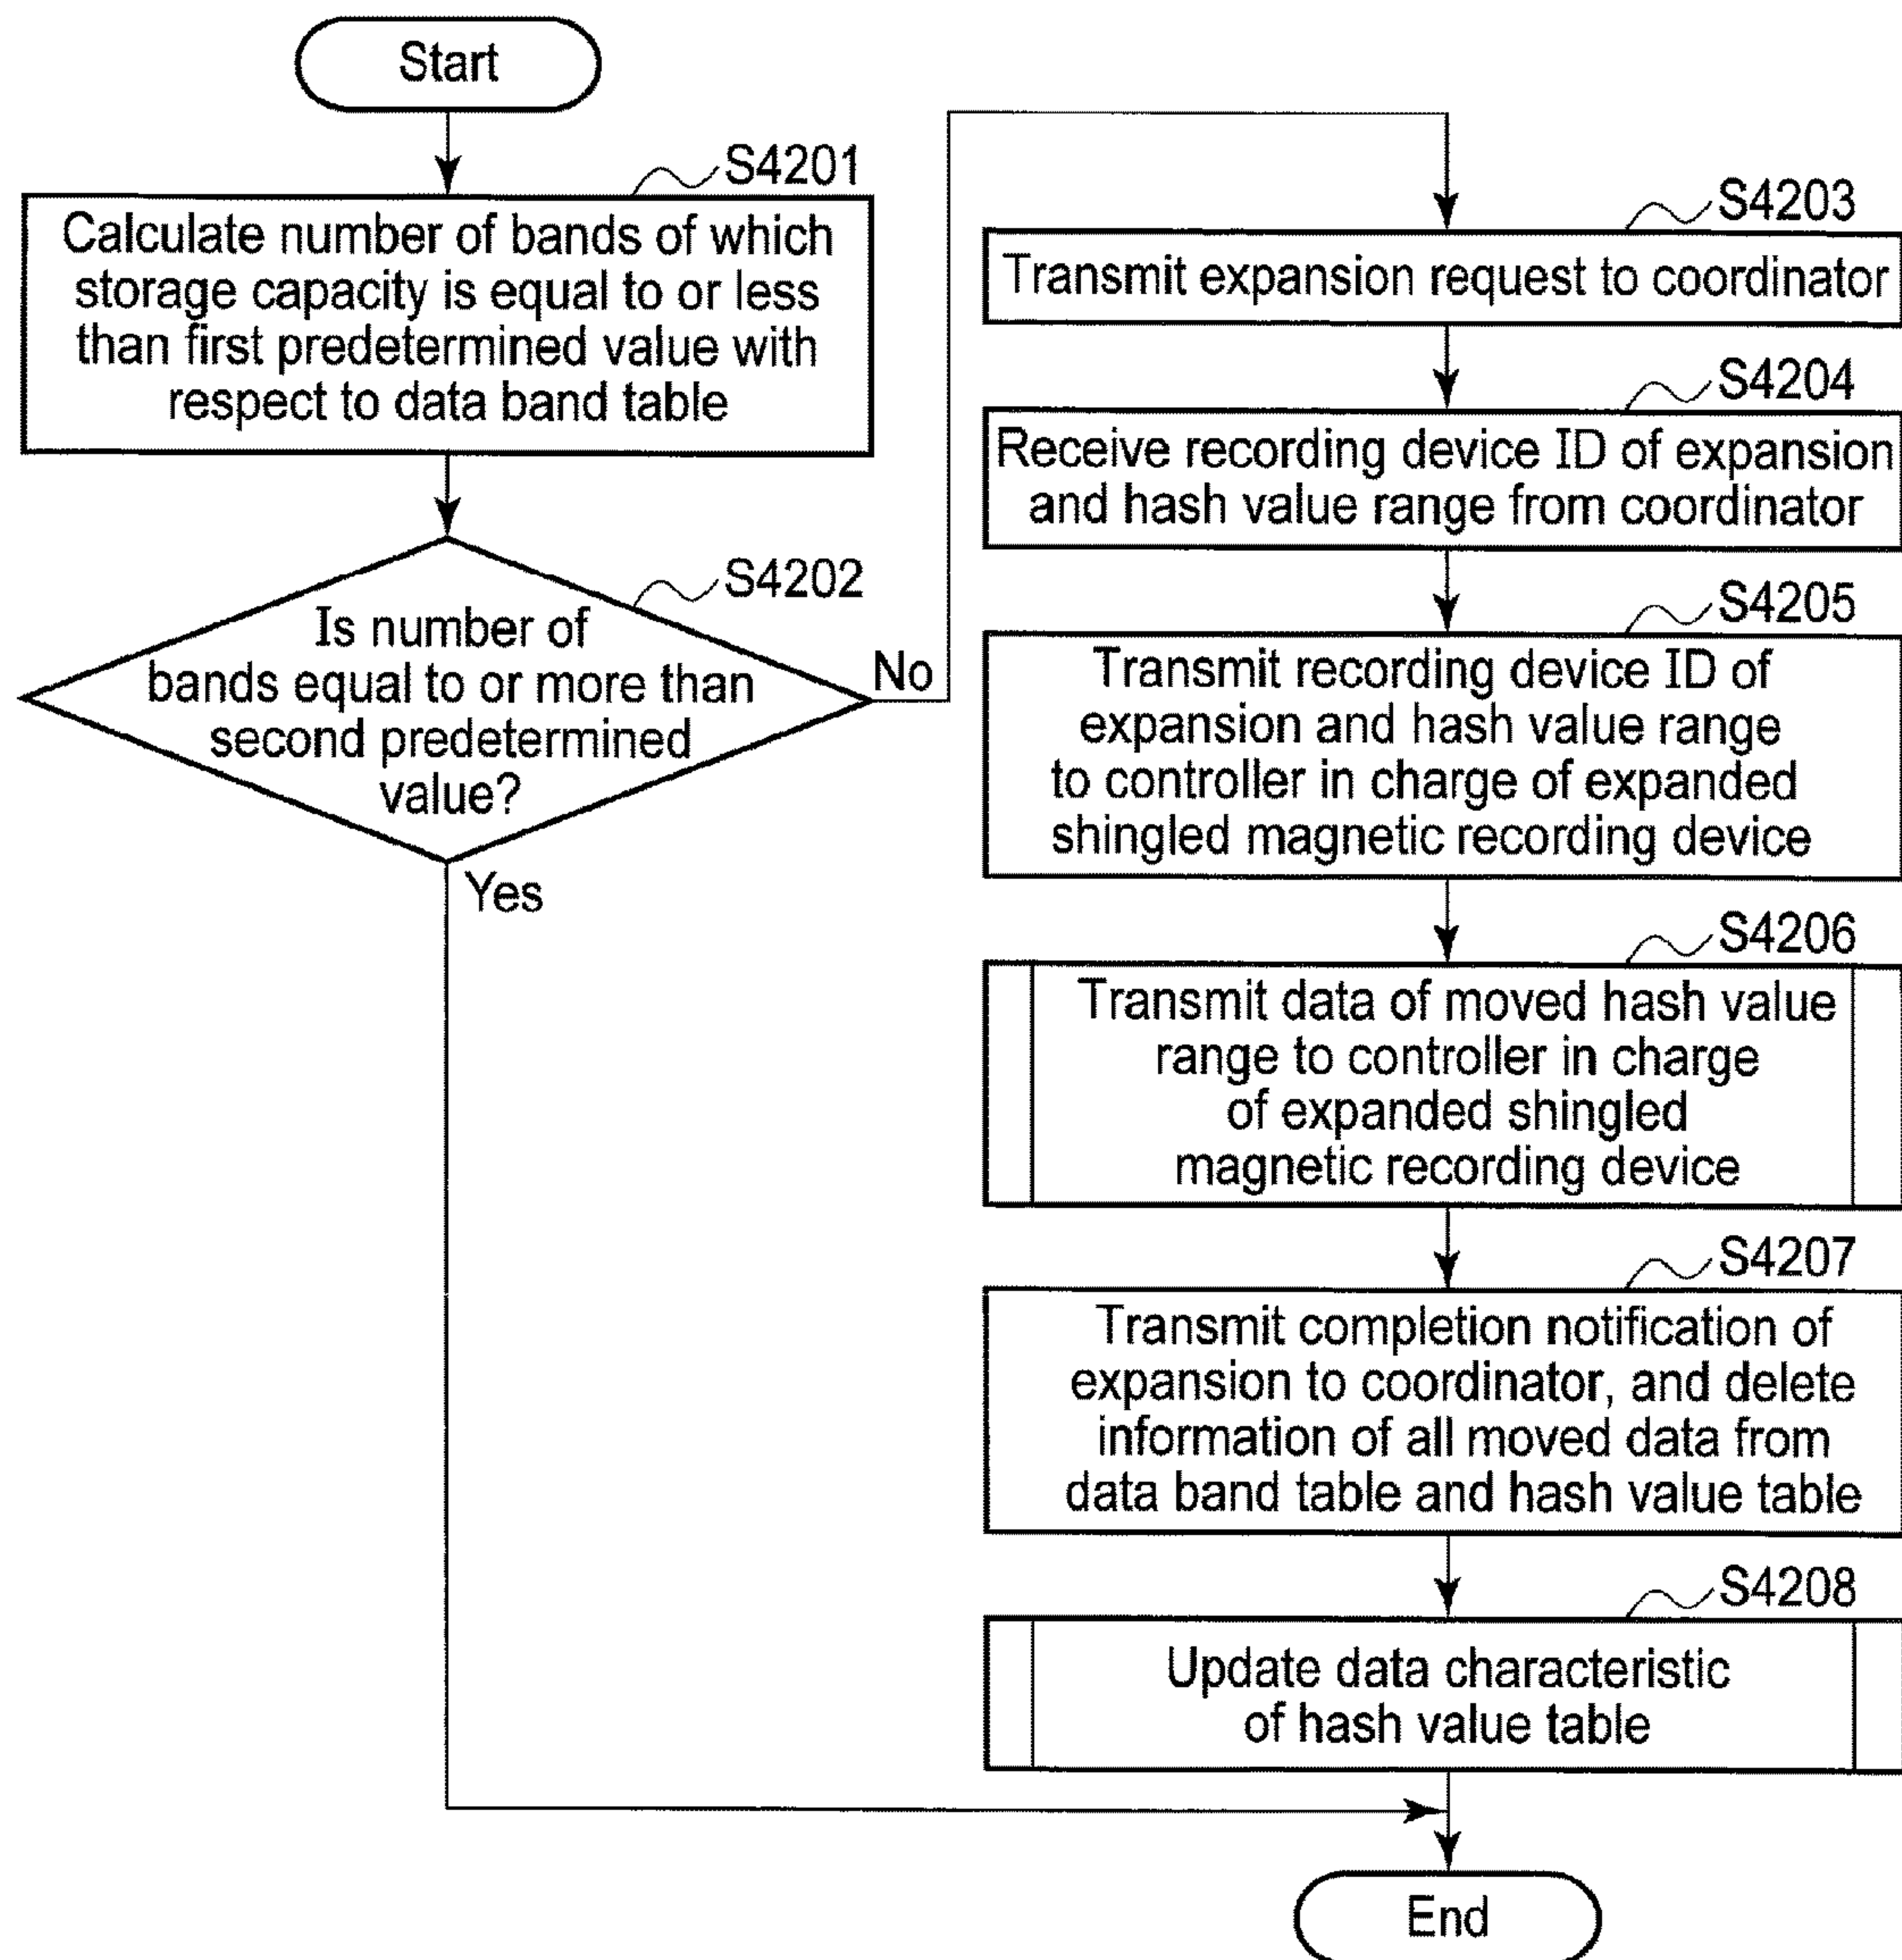 Start
S4201
Calculate number of bands of which
storage capacity is equal to or less
than first predetermined value with
respect to data band table
S4202
Is number of
bands equal to or more than
second predetermined
value?
No
Yes
S4203
Transmit expansion request to coordinator
S4204
Receive recording device ID of expansion
and hash value range from coordinator
S4205
Transmit recording device ID of
expansion and hash value range
to controller in charge of expanded
shingled magnetic recording device
S4206
Transmit data of moved hash value
range to controller in charge
of expanded shingled
magnetic recording device
S4207
Transmit completion notification of
expansion to coordinator, and delete
information of all moved data from
data band table and hash value table
S4208
Update data characteristic
of hash value table
End